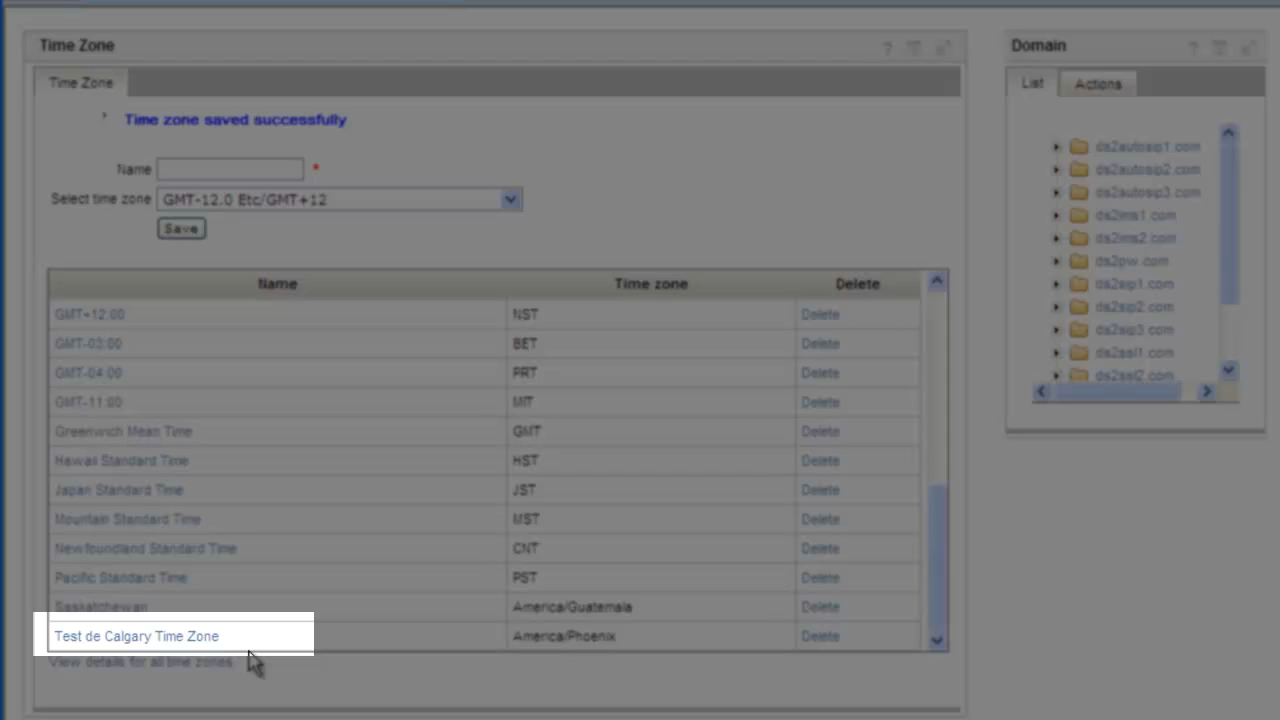 Time Zone
?
Time Zone
Time zone saved successfully
Name *
Select time zone GMT-12.0 Etc/GMT+12
Save
Name Time zone Delete
GMT+12:00 NST Delete
GMT-03:00 BET Delete
GMT-04:00 PRT Delete
GMT-11:00 MIT Delete
Greenwich Mean Time GMT Delete
Hawaii Standard Time HST Delete
Japan Standard Time JST Delete
Mountain Standard Time MST Delete
Newfoundland Standard Time CNT Delete
Pacific Standard Time PST Delete
Saskatchewan America/Guatemala Delete
Test de Calgary Time Zone America/Phoenix Delete
View details for all time zones
Domain
?
List Actions
ds2autosip1.com
ds2autosip2.com
ds2autosip3.com
ds2ims1.com
ds2ims2.com
ds2pw.com
ds2sip1.com
ds2sip2.com
ds2sip3.com
ds2ssl1.com
ds2ssl2.com